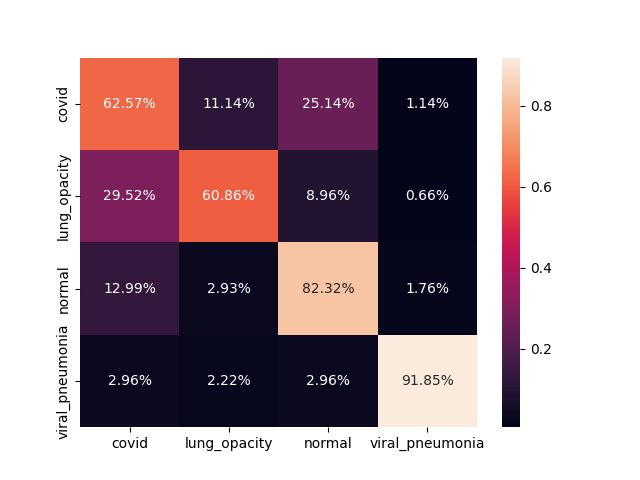 covid 62.57% 11.14% 25.14% 1.14%
lung_opacity 29.52% 60.86% 8.96% 0.66%
normal 12.99% 2.93% 82.32% 1.76%
viral_pneumonia 2.96% 2.22% 2.96% 91.85%
covid lung_opacity normal viral_pneumonia
0.8
0.6
0.4
0.2